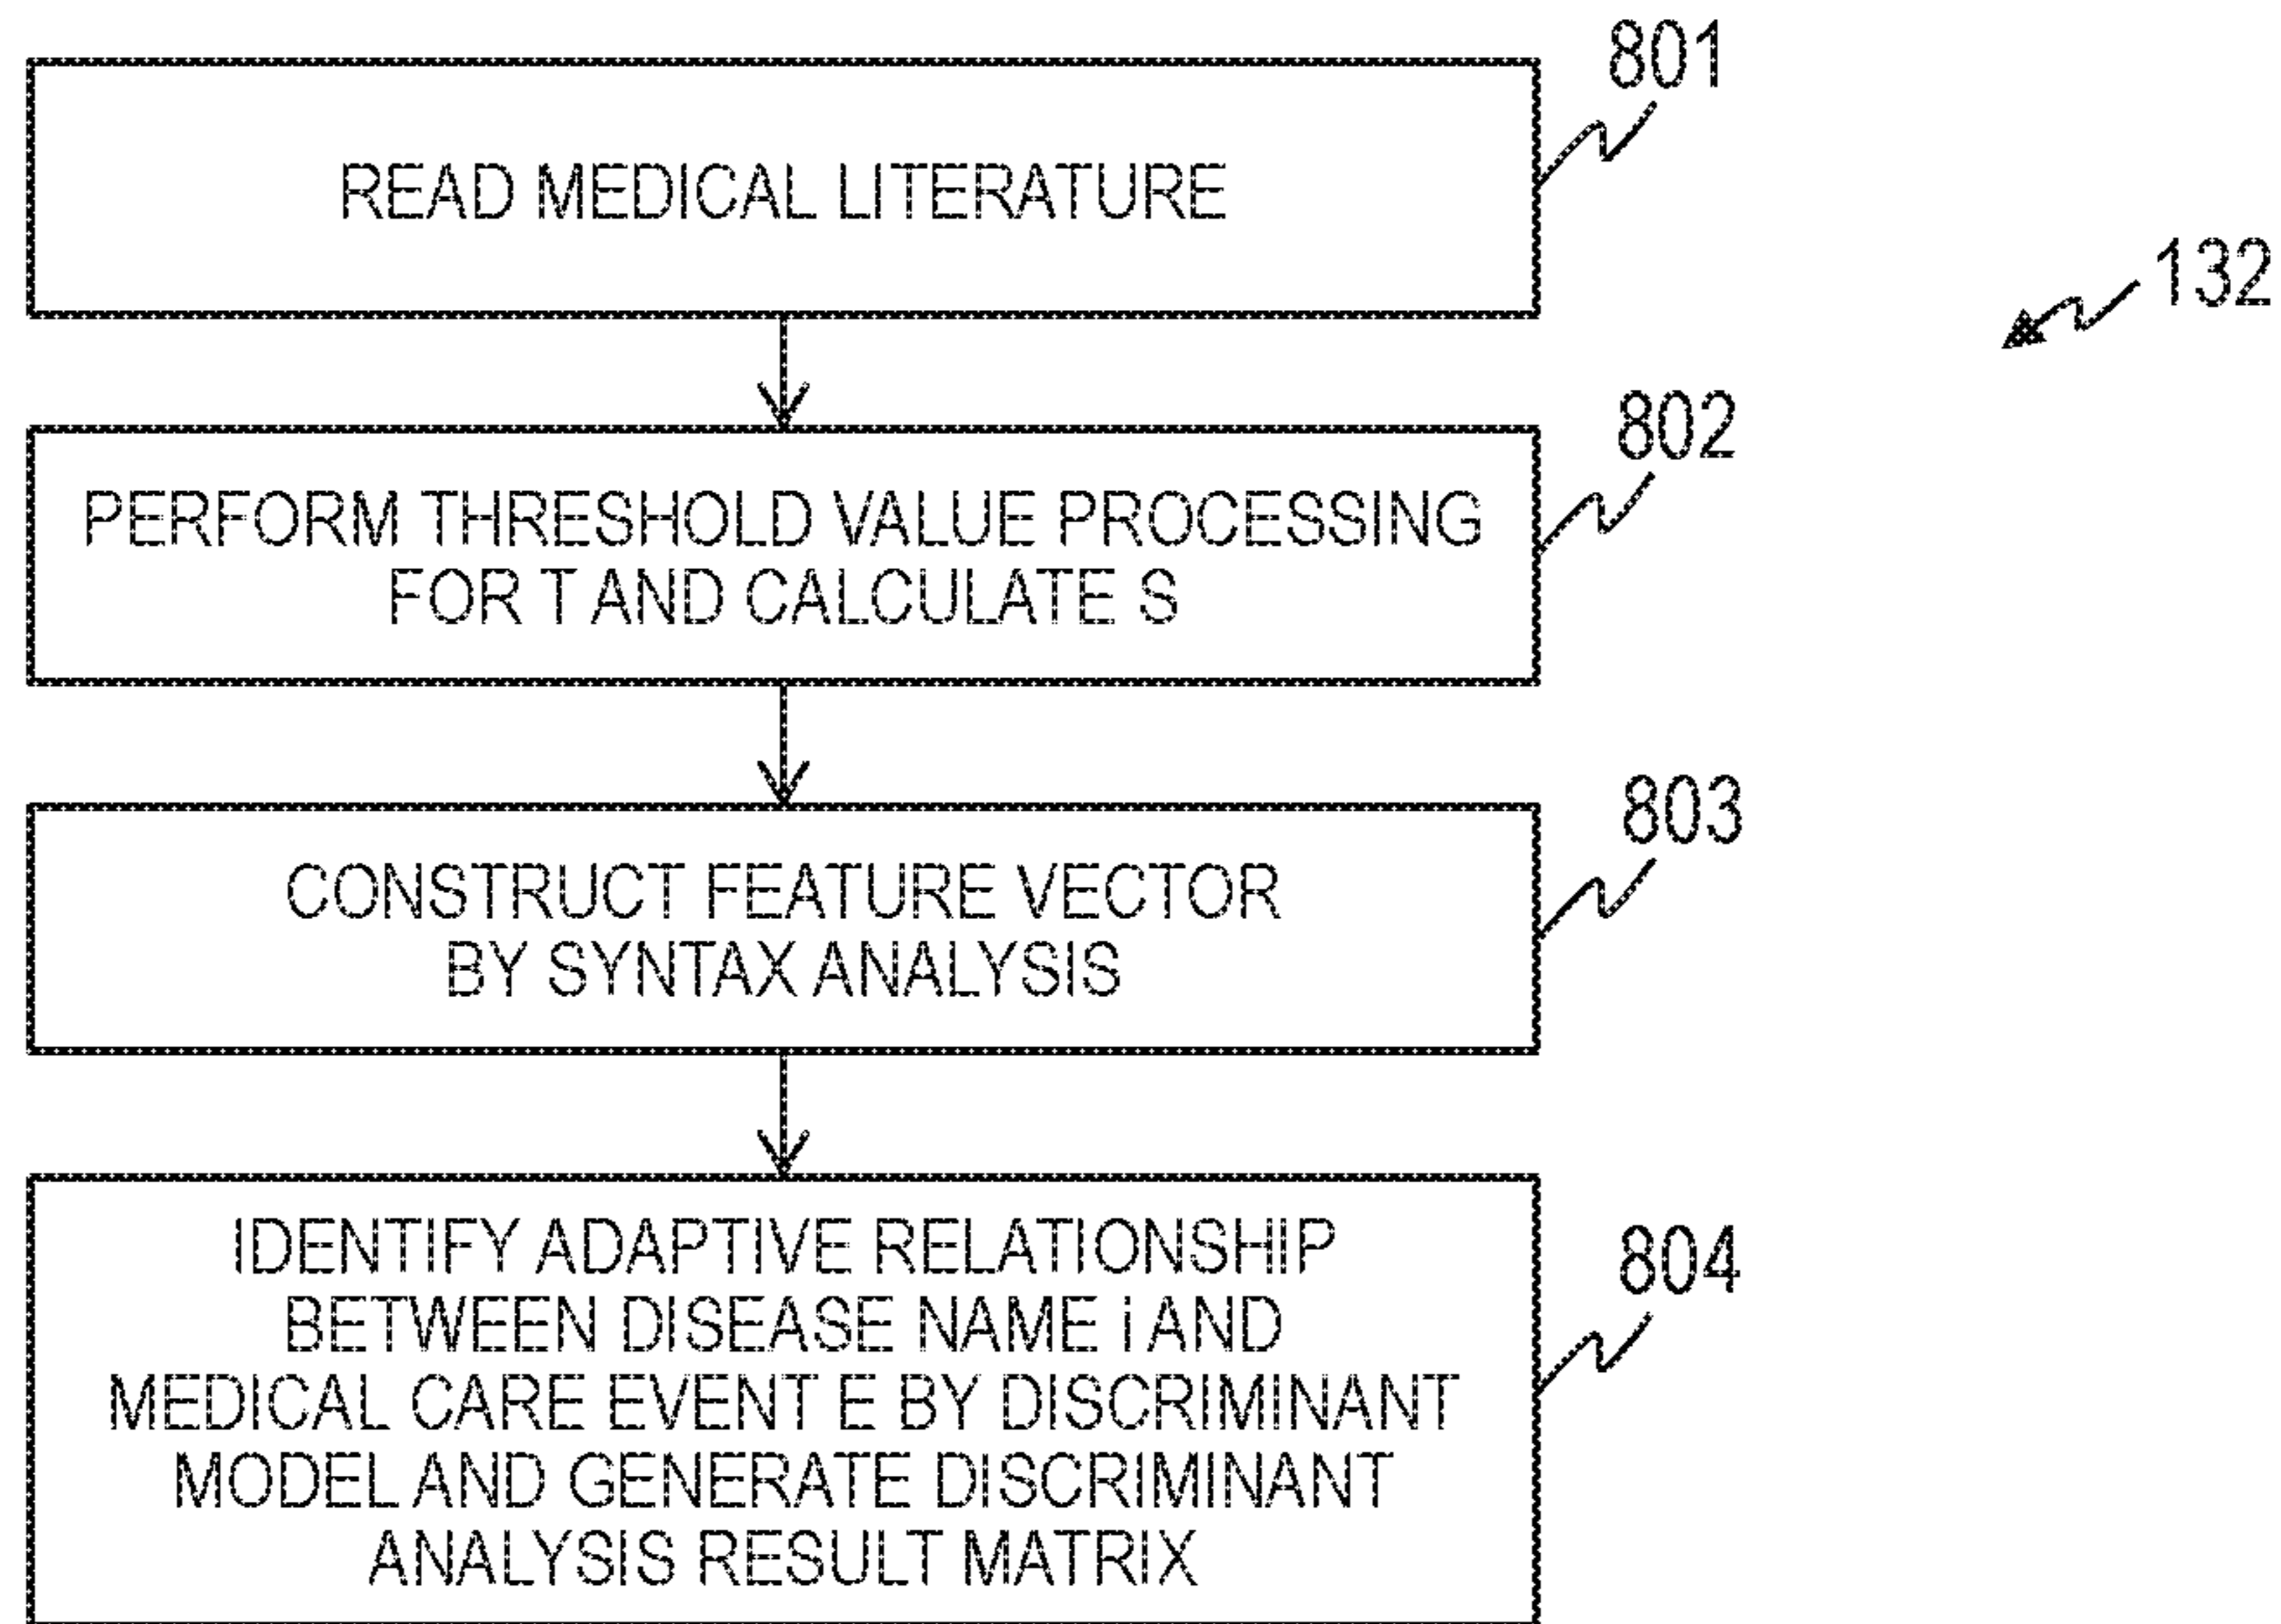 801
READ MEDICAL LITERATURE
132
802
PERFORM THRESHOLD VALUE PROCESSING
FOR T AND CALCULATE S
803
CONSTRUCT FEATURE VECTOR
BY SYNTAX ANALYSIS
804
IDENTIFY ADAPTIVE RELATIONSHIP
BETWEEN DISEASE NAME i AND
MEDICAL CARE EVENT E BY DISCRIMINANT
MODEL AND GENERATE DISCRIMINANT
ANALYSIS RESULT MATRIX